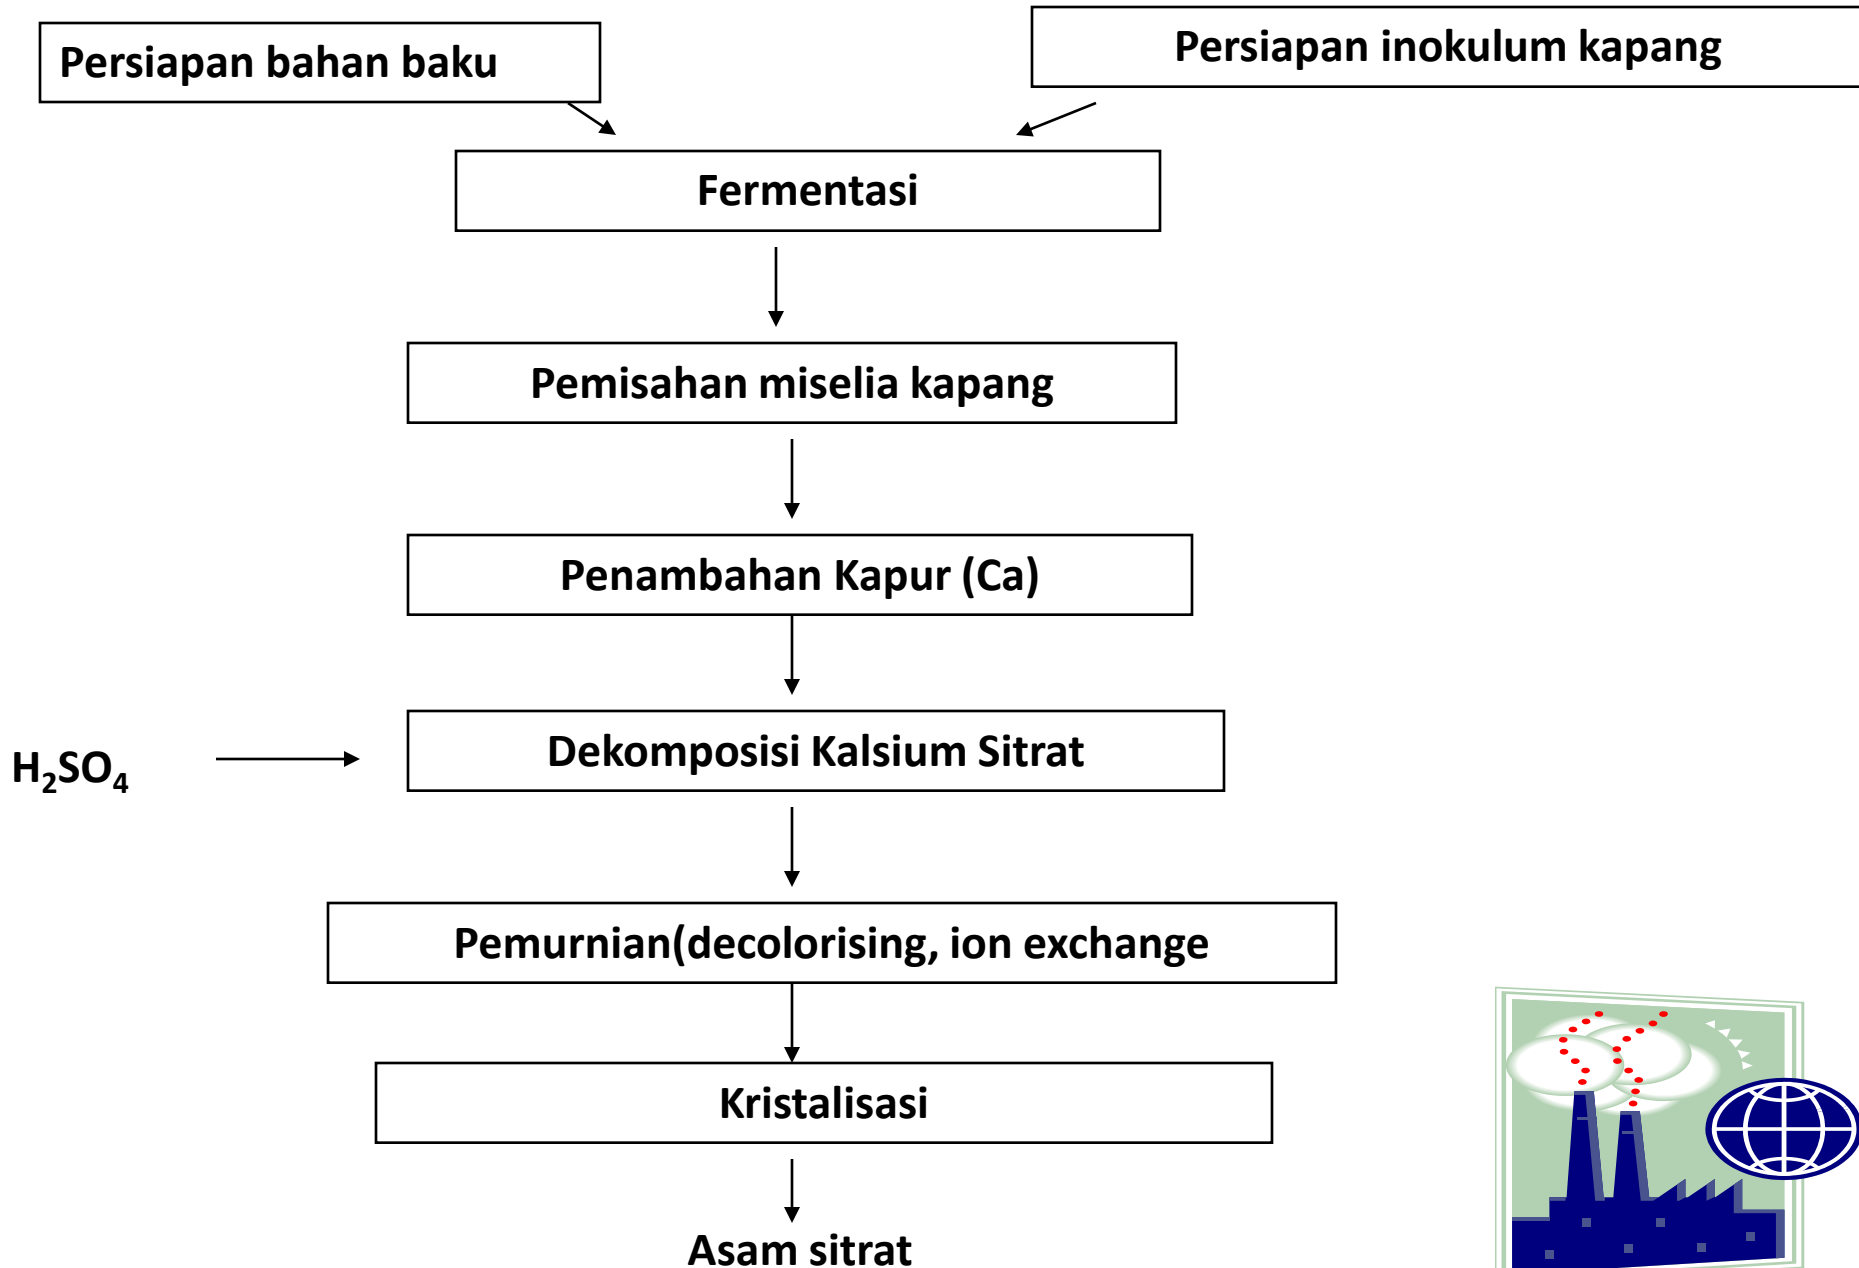 Persiapan bahan baku
Persiapan inokulum kapang
Fermentasi
Pemisahan miselia kapang
Penambahan Kapur (Ca)
Dekomposisi Kalsium Sitrat
H₂SO₄
Pemurnian(decolorising, ion exchange
Kristalisasi
Asam sitrat